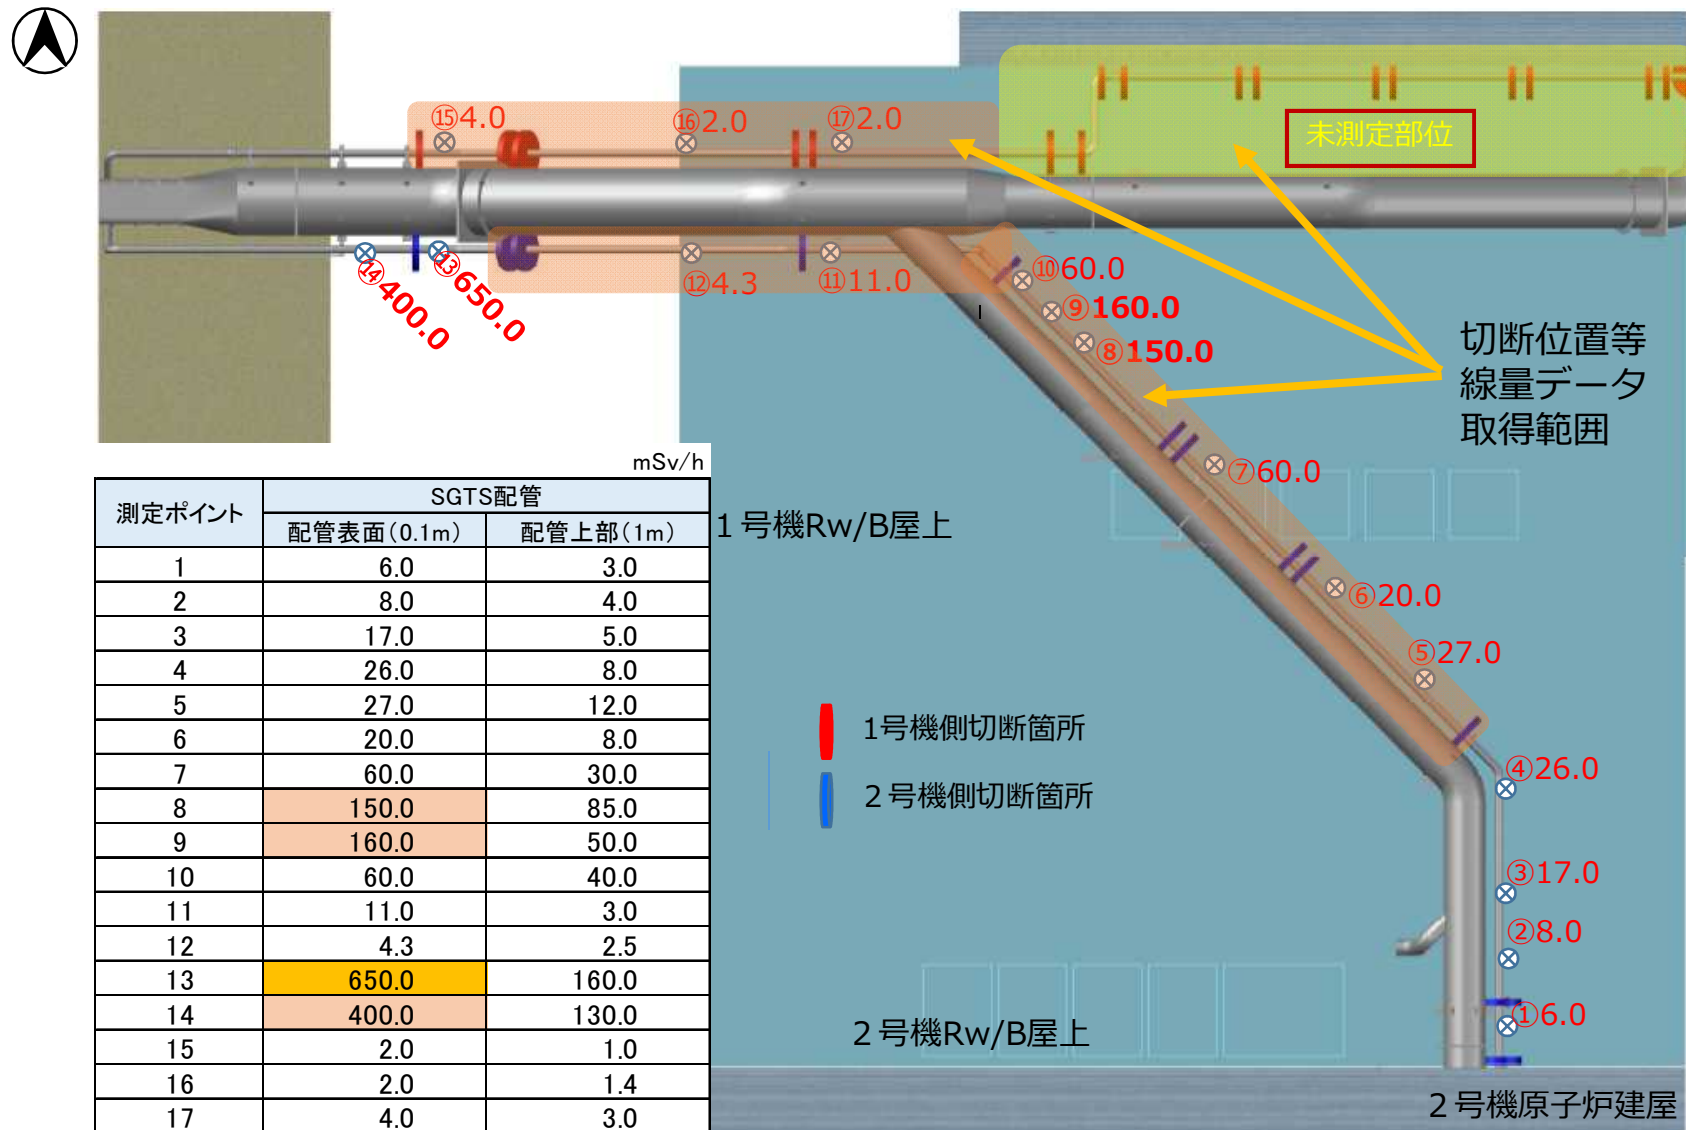 ⑮4.0
⑯2.0
⑰2.0
未測定部位
⑭400.0
⑬650.0
⑫4.3
⑪11.0
⑩60.0
⑨160.0
⑧150.0
切断位置等
線量データ
取得範囲
⑦60.0
⑥20.0
⑤27.0
④26.0
③17.0
②8.0
①6.0
mSv/h
測定ポイント SGTS配管
配管表面(0.1m) 配管上部(1m)
1 6.0 3.0
2 8.0 4.0
3 17.0 5.0
4 26.0 8.0
5 27.0 12.0
6 20.0 8.0
7 60.0 30.0
8 150.0 85.0
9 160.0 50.0
10 60.0 40.0
11 11.0 3.0
12 4.3 2.5
13 650.0 160.0
14 400.0 130.0
15 2.0 1.0
16 2.0 1.4
17 4.0 3.0
１号機Rw/B屋上
1号機側切断箇所
２号機側切断箇所
２号機Rw/B屋上
２号機原子炉建屋